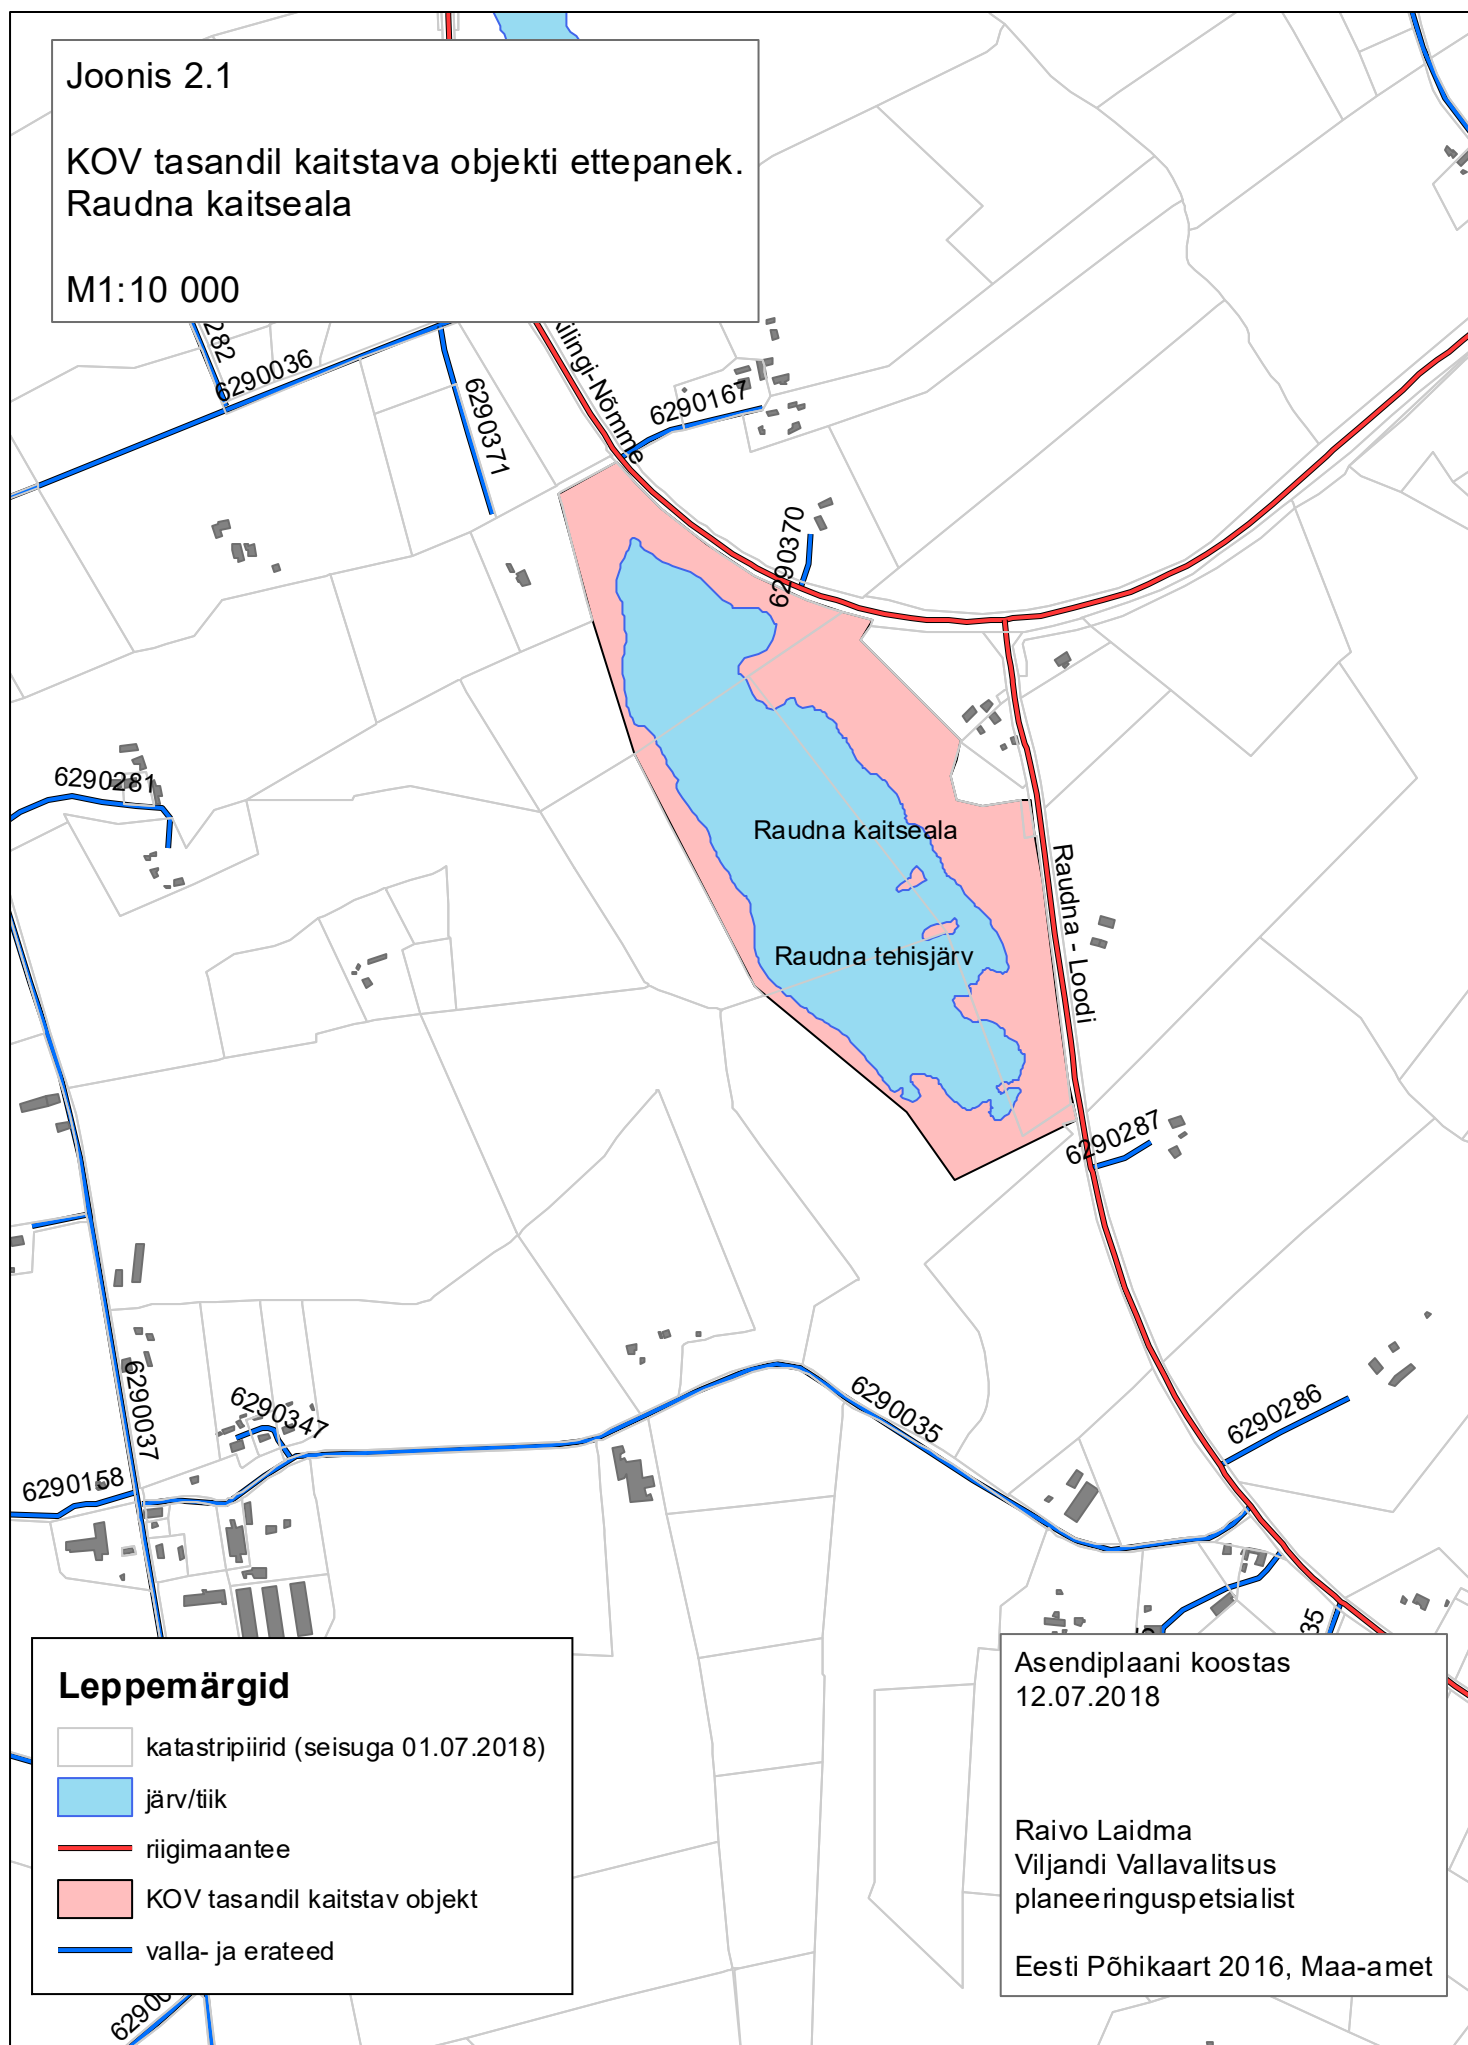 Joonis 2.1
KOV tasandil kaitstava objekti ettepanek.
Raudna kaitseala
M1:10 000
6290036
6290371
6290167
6290370
6290281
Raudna kaitseala
Raudna tehisjärv
Raudna - Loodi
6290287
6290037
6290347
6290158
6290035
6290286
Leppemärgid
katastripiirid (seisuga 01.07.2018)
järv/tiik
riigimaantee
KOV tasandil kaitstav objekt
valla- ja erateed
Asendiplaani koostas
12.07.2018
Raivo Laidma
Viljandi Vallavalitsus
planeeringuspetsialist
Eesti Põhikaart 2016, Maa-amet